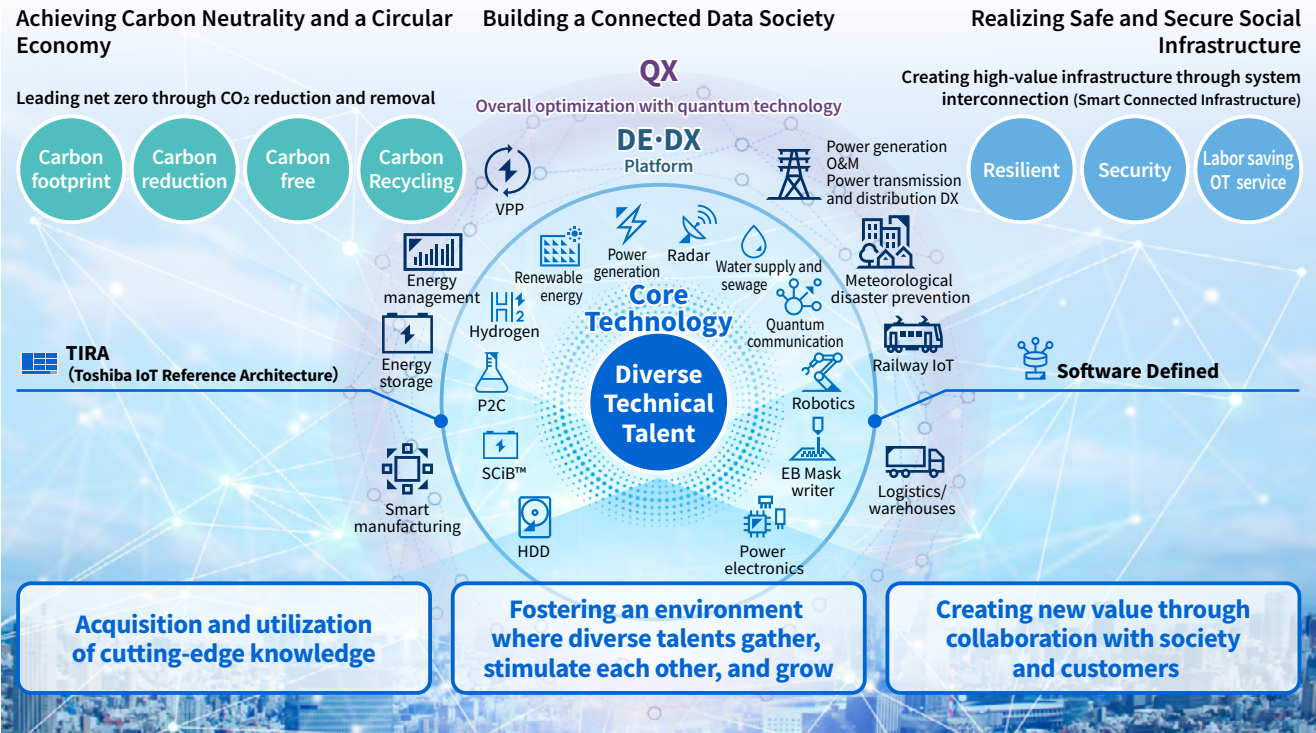 Achieving Carbon Neutrality and a Circular
Economy
Leading net zero through CO₂ reduction and removal
Carbon
footprint
Carbon
reduction
Carbon
free
Carbon
Recycling
Building a Connected Data Society
QX
Overall optimization with quantum technology
DE·DX
Platform
Realizing Safe and Secure Social
Infrastructure
Creating high-value infrastructure through system
interconnection (Smart Connected Infrastructure)
Resilient
Security
Labor saving
OT service
VPP
Energy
management
Energy
storage
Smart
manufacturing
Power generation
O&M
Power transmission
and distribution DX
Meteorological
disaster prevention
Railway IoT
Logistics/
warehouses
Renewable
energy
Power
generation
Radar
Water supply and
sewage
Hydrogen
Quantum
communication
P2C
Robotics
SCiB™
EB Mask
writer
HDD
Power
electronics
Core
Technology
Diverse
Technical
Talent
TIRA
(Toshiba IoT Reference Architecture)
Software Defined
Acquisition and utilization
of cutting-edge knowledge
Fostering an environment
where diverse talents gather,
stimulate each other, and grow
Creating new value through
collaboration with society
and customers